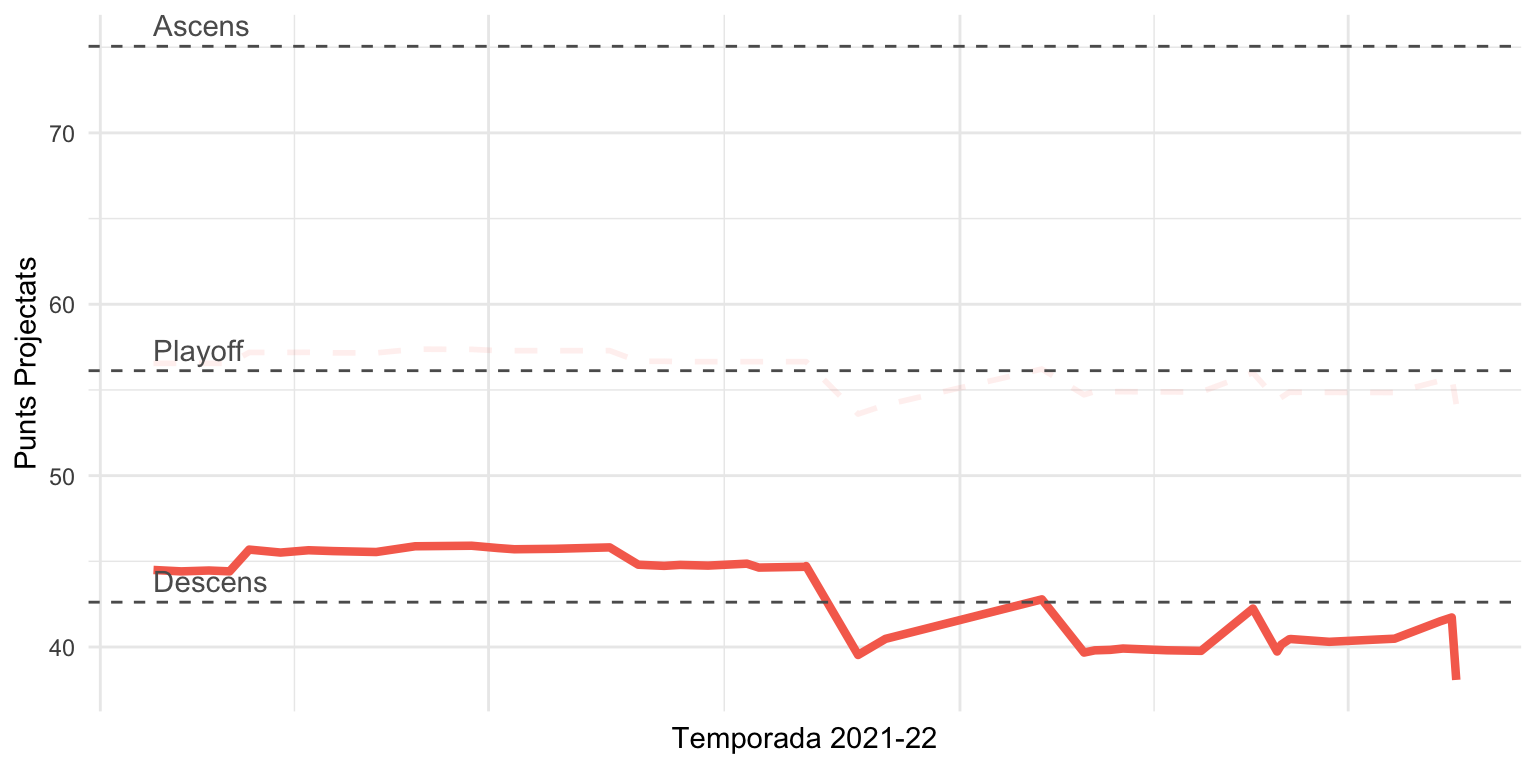 Ascens
70
60
Playoff
Punts Projectats
50
Descens
40
Temporada 2021-22